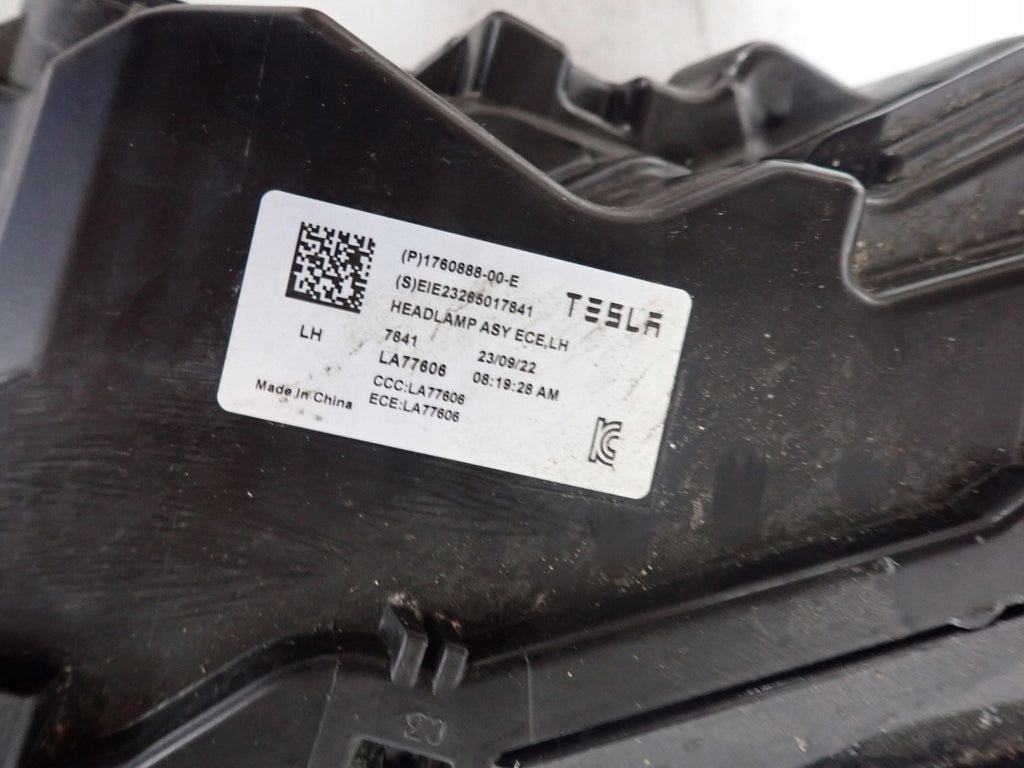 (P)1760888-00-E
(S)EIE23265017841
TESLA
HEADLAMP ASY ECE,LH
LH
7841
23/09/22
LA77606
08:19:28 AM
CCC:LA77606
Made in China
ECE:LA77606
KC